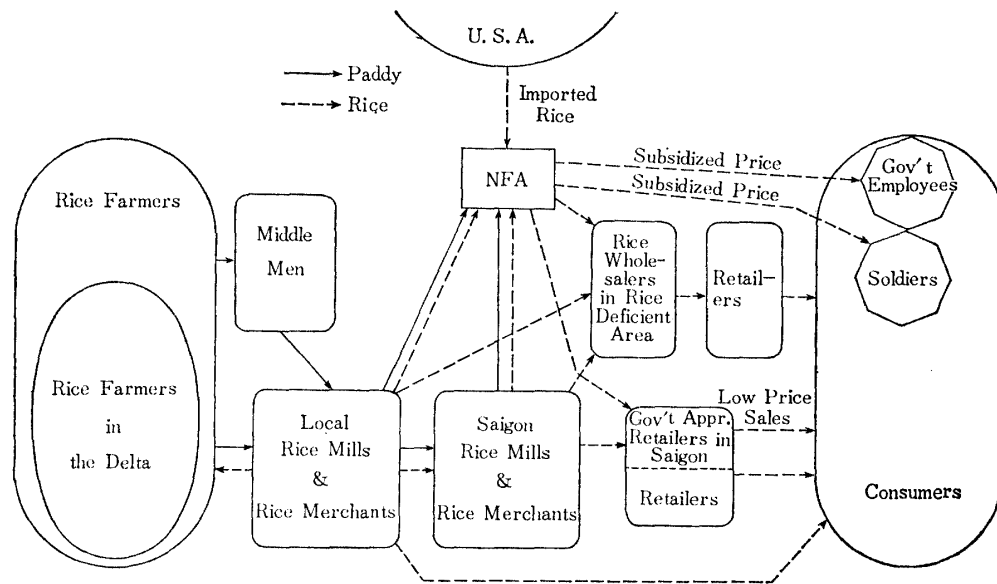 U. S. A.
Paddy
Rice
Imported
Rice
NFA
Subsidized Price
Subsidized Price
Gov't
Employees
Soldiers
Rice Farmers
Middle
Men
Rice
Whole-
salers
in Rice
Deficient
Area
Retail-
ers
Rice Farmers
in
the Delta
Local
Rice Mills
&
Rice Merchants
Saigon
Rice Mills
&
Rice Merchants
Gov't Appr.
Retailers in
Saigon
Retailers
Low Price
Sales
Consumers